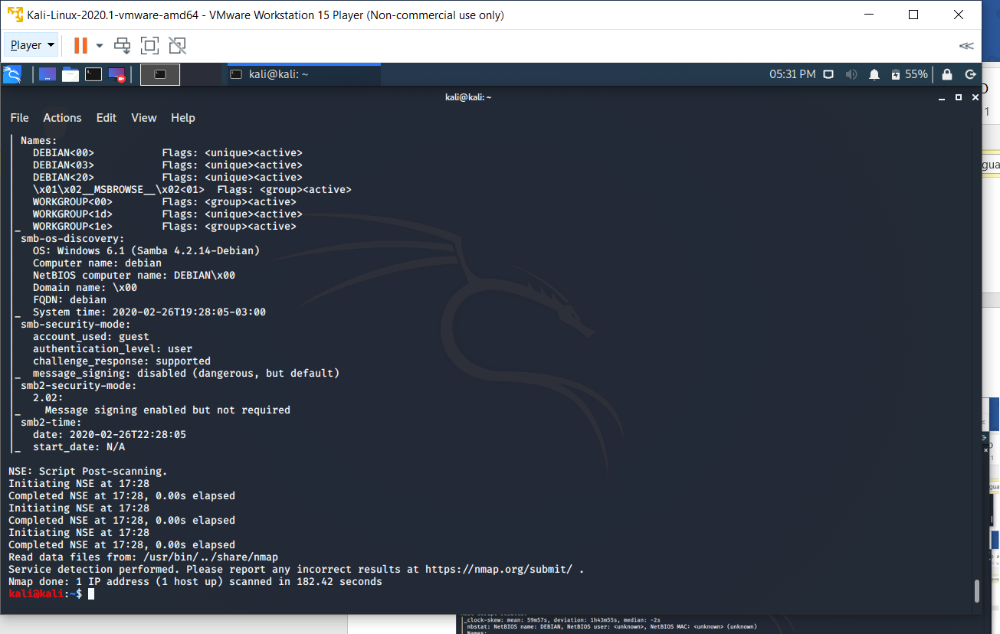 Kali-Linux-2020.1-vmware-amd64 - VMware Workstation 15 Player (Non-commercial use only)
Player
kali@kali: ~
05:31 PM
55%
kali@kali: ~
File Actions Edit View Help
| Names:
| DEBIAN<00> Flags: <unique><active>
| DEBIAN<03> Flags: <unique><active>
| DEBIAN<20> Flags: <unique><active>
| \x01\x02__MSBROWSE__\x02<01> Flags: <group><active>
| WORKGROUP<00> Flags: <group><active>
| WORKGROUP<1d> Flags: <unique><active>
|_ WORKGROUP<1e> Flags: <group><active>
| smb-os-discovery:
| OS: Windows 6.1 (Samba 4.2.14-Debian)
| Computer name: debian
| NetBIOS computer name: DEBIAN\x00
| Domain name: \x00
| FQDN: debian
|_ System time: 2020-02-26T19:28:05-03:00
| smb-security-mode:
| account_used: guest
| authentication_level: user
| challenge_response: supported
|_ message_signing: disabled (dangerous, but default)
| smb2-security-mode:
| 2.02:
|_ Message signing enabled but not required
| smb2-time:
| date: 2020-02-26T22:28:05
|_ start_date: N/A
NSE: Script Post-scanning.
Initiating NSE at 17:28
Completed NSE at 17:28, 0.00s elapsed
Initiating NSE at 17:28
Completed NSE at 17:28, 0.00s elapsed
Initiating NSE at 17:28
Completed NSE at 17:28, 0.00s elapsed
Read data files from: /usr/bin/../share/nmap
Service detection performed. Please report any incorrect results at https://nmap.org/submit/ .
Nmap done: 1 IP address (1 host up) scanned in 182.42 seconds
kali@kali:~$
|_clock-skew: mean: 59m57s, deviation: 1h43m55s, median: -2s
| nbstat: NetBIOS name: DEBIAN, NetBIOS user: <unknown>, NetBIOS MAC: <unknown> (unknown)
| Names: